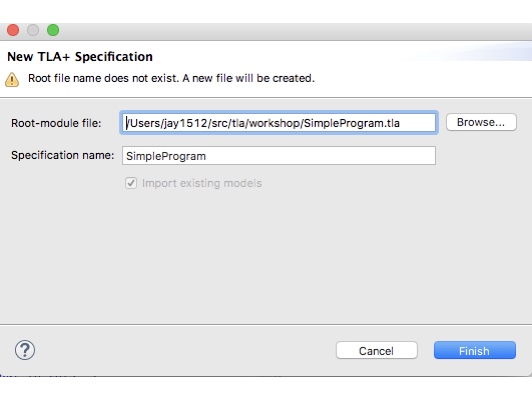 New TLA+ Specification
Root file name does not exist. A new file will be created.
Root-module file: /Users/jay1512/src/tla/workshop/SimpleProgram.tla Browse...
Specification name: SimpleProgram
Import existing models
? Cancel Finish